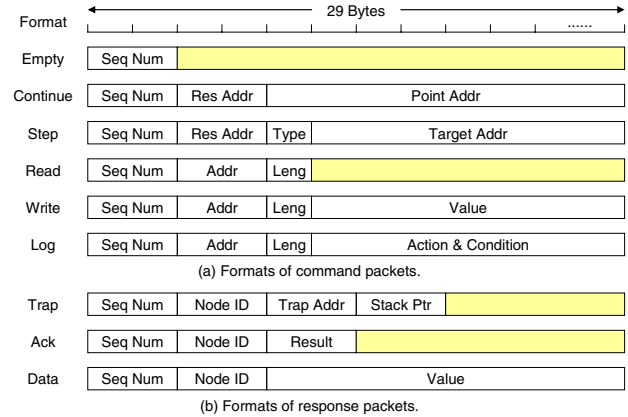 Format 29 Bytes ......
Empty Seq Num
Continue Seq Num Res Addr Point Addr
Step Seq Num Res Addr Type Target Addr
Read Seq Num Addr Leng
Write Seq Num Addr Leng Value
Log Seq Num Addr Leng Action & Condition
(a) Formats of command packets.
Trap Seq Num Node ID Trap Addr Stack Ptr
Ack Seq Num Node ID Result
Data Seq Num Node ID Value
(b) Formats of response packets.